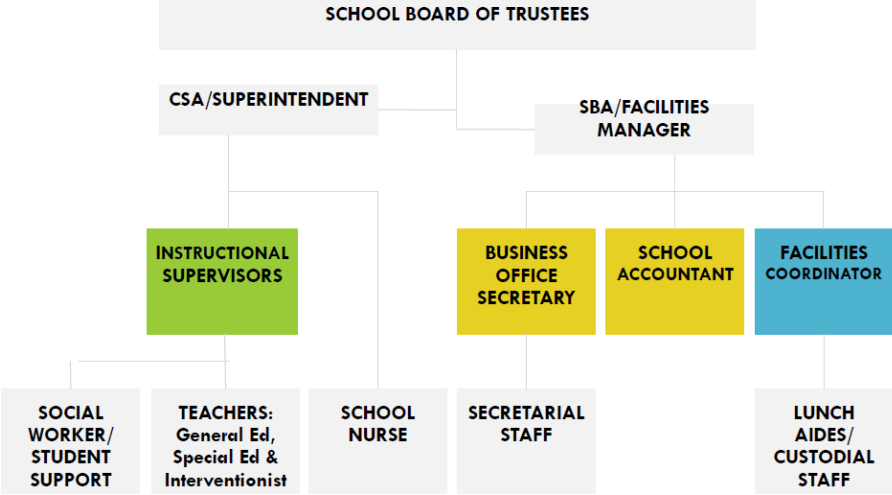 SCHOOL BOARD OF TRUSTEES
CSA/SUPERINTENDENT
SBA/FACILITIES
MANAGER
INSTRUCTIONAL
SUPERVISORS
BUSINESS
OFFICE
SECRETARY
SCHOOL
ACCOUNTANT
FACILITIES
COORDINATOR
SOCIAL
WORKER/
STUDENT
SUPPORT
TEACHERS:
General Ed,
Special Ed &
Interventionist
SCHOOL
NURSE
SECRETARIAL
STAFF
LUNCH
AIDES/
CUSTODIAL
STAFF